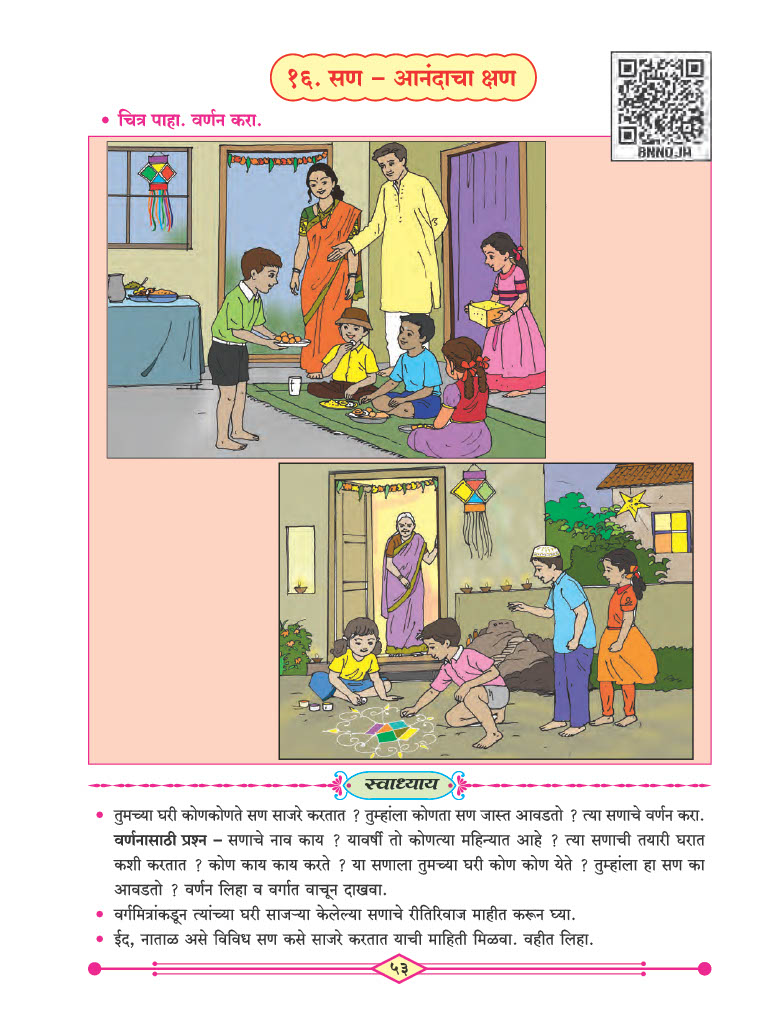 १६. सण – आनंदाचा क्षण
BNNOJW
• चित्र पाहा. वर्णन करा.
स्वाध्याय
• तुमच्या घरी कोणकोणते सण साजरे करतात ? तुम्हांला कोणता सण जास्त आवडतो ? त्या सणाचे वर्णन करा.
वर्णनासाठी प्रश्न – सणाचे नाव काय ? यावर्षी तो कोणत्या महिन्यात आहे ? त्या सणाची तयारी घरात
कशी करतात ? कोण काय काय करते ? या सणाला तुमच्या घरी कोण कोण येते ? तुम्हांला हा सण का
आवडतो ? वर्णन लिहा व वर्गात वाचून दाखवा.
• वर्गमित्रांकडून त्यांच्या घरी साजऱ्या केलेल्या सणाचे रीतिरिवाज माहीत करून घ्या.
• ईद, नाताळ असे विविध सण कसे साजरे करतात याची माहिती मिळवा. वहीत लिहा.
५३